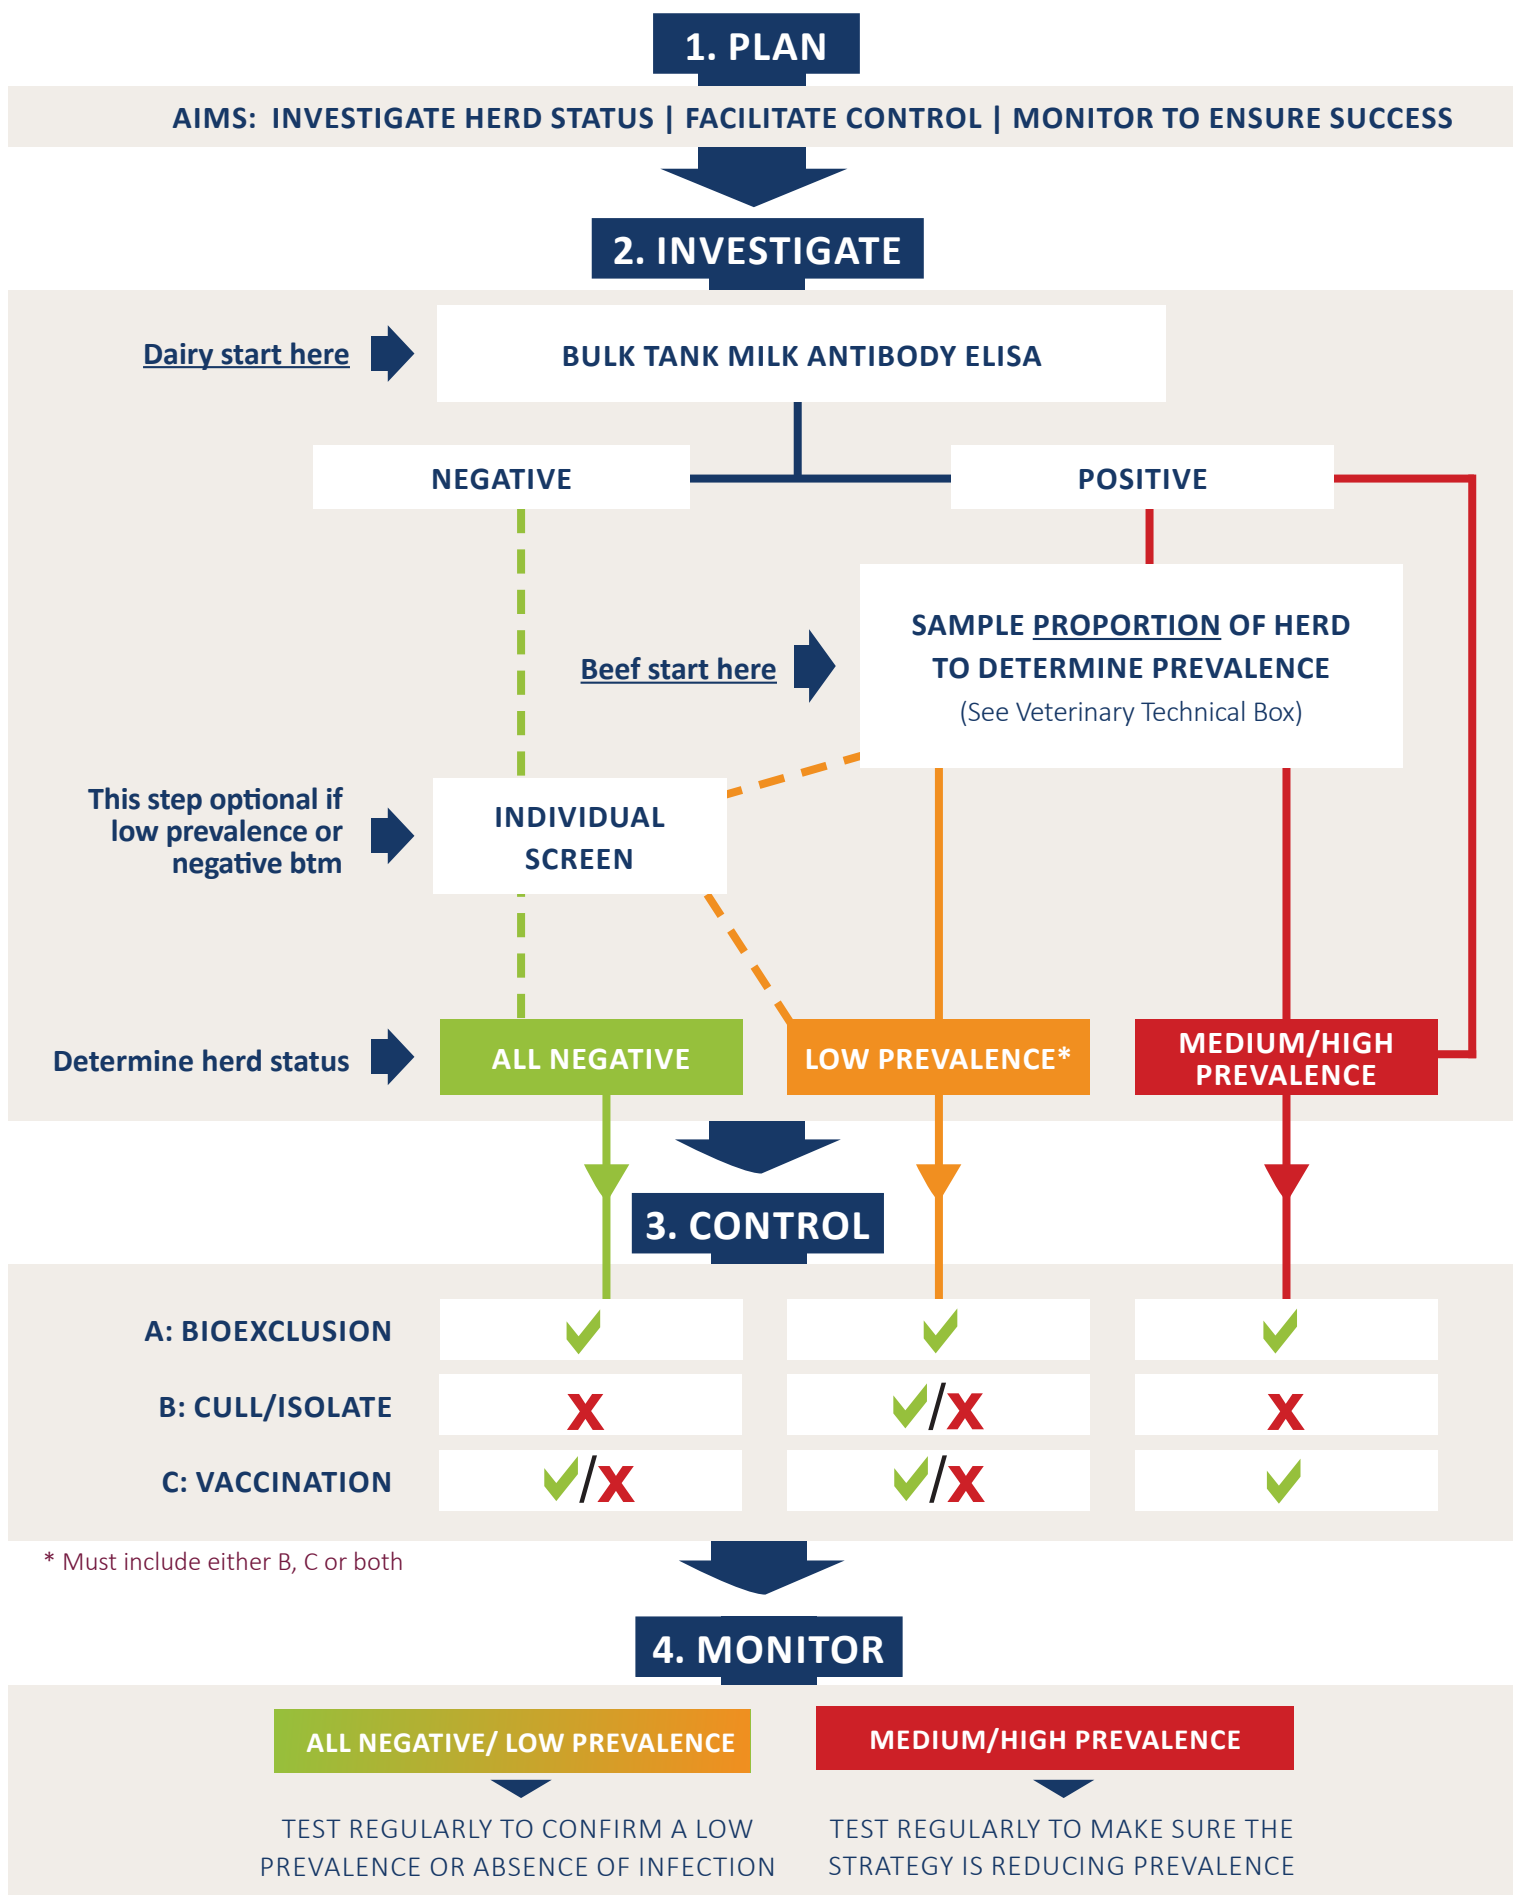 1. PLAN
AIMS: INVESTIGATE HERD STATUS | FACILITATE CONTROL | MONITOR TO ENSURE SUCCESS
2. INVESTIGATE
Dairy start here
BULK TANK MILK ANTIBODY ELISA
NEGATIVE
POSITIVE
SAMPLE PROPORTION OF HERD
TO DETERMINE PREVALENCE
(See Veterinary Technical Box)
Beef start here
This step optional if
low prevalence or
negative btm
INDIVIDUAL
SCREEN
Determine herd status
ALL NEGATIVE
LOW PREVALENCE*
MEDIUM/HIGH
PREVALENCE
3. CONTROL
A: BIOEXCLUSION
B: CULL/ISOLATE
X
/X
X
C: VACCINATION
/X
/X
* Must include either B, C or both
4. MONITOR
ALL NEGATIVE/ LOW PREVALENCE
MEDIUM/HIGH PREVALENCE
TEST REGULARLY TO CONFIRM A LOW
PREVALENCE OR ABSENCE OF INFECTION
TEST REGULARLY TO MAKE SURE THE
STRATEGY IS REDUCING PREVALENCE